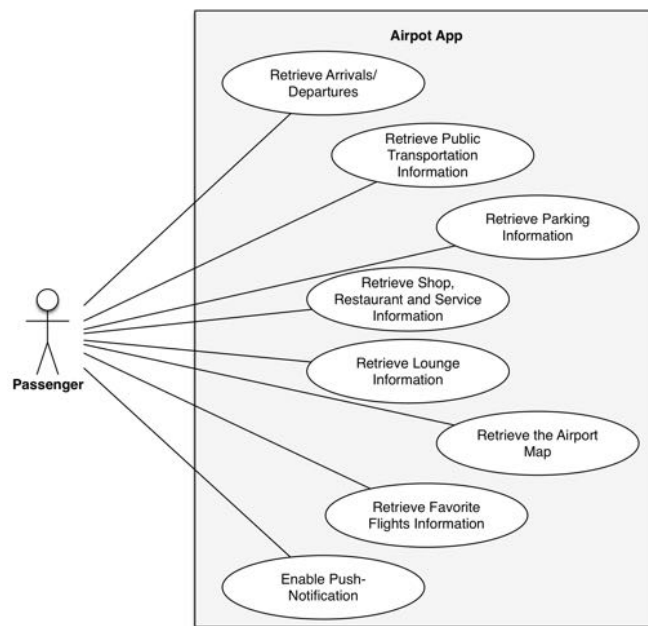 Airpot App
Retrieve Arrivals/
Departures
Retrieve Public
Transportation
Information
Retrieve Parking
Information
Retrieve Shop,
Restaurant and Service
Information
Retrieve Lounge
Information
Passenger
Retrieve the Airport
Map
Retrieve Favorite
Flights Information
Enable Push-
Notification